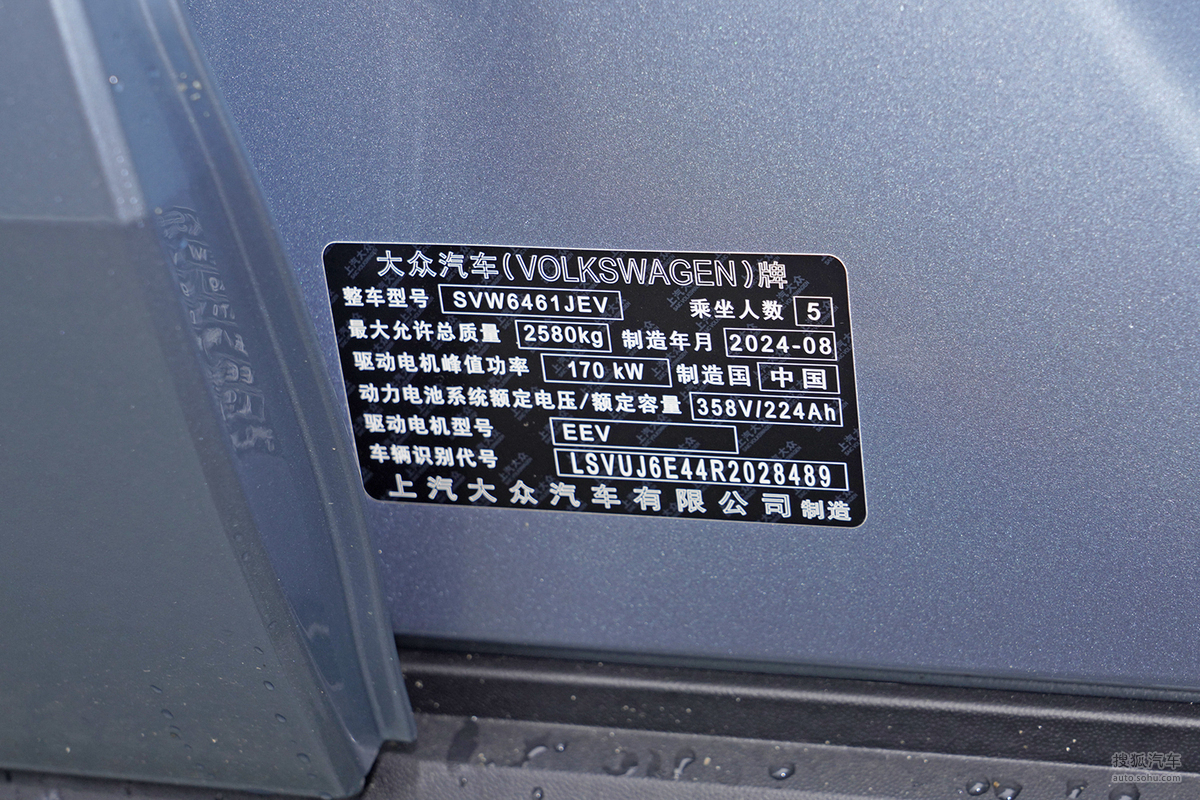 大众汽车(VOLKSWAGEN)牌
整车型号 SVW6461JEV 乘坐人数 5
最大允许总质量 2580kg 制造年月 2024-08
驱动电机峰值功率 170 kW 制造国 中国
动力电池系统额定电压/额定容量 358V/224Ah
驱动电机型号 EEV
车辆识别代号 LSVUJ6E44R2028489
上汽大众汽车有限公司制造
搜狐汽车
auto.sohu.com